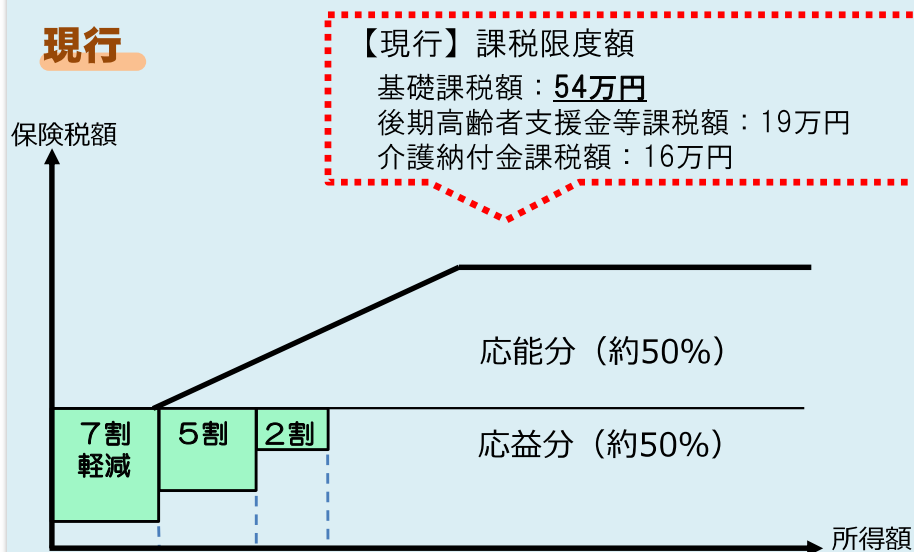 現行
【現行】課税限度額
基礎課税額：54万円
後期高齢者支援金等課税額：19万円
介護納付金課税額：16万円
保険税額
応能分（約50%）
７割
軽減
５割
２割
応益分（約50%）
所得額